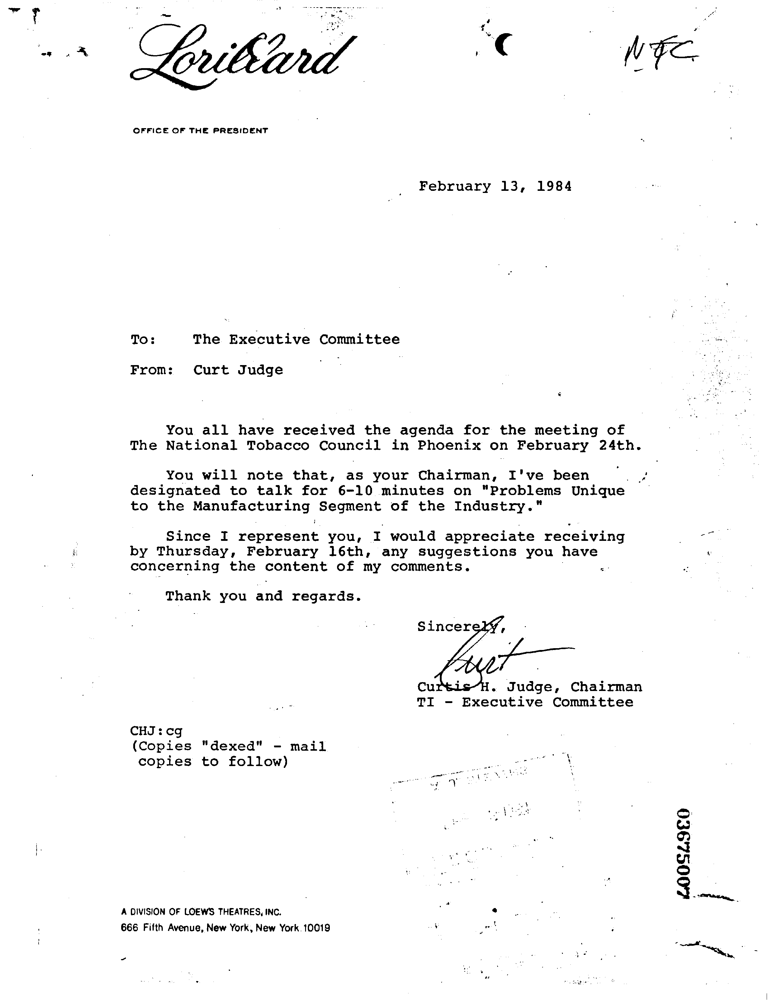 Lorillard
NTC
OFFICE OF THE PRESIDENT
February 13, 1984
To: The Executive Committee
From: Curt Judge
You all have received the agenda for the meeting of
The National Tobacco Council in Phoenix on February 24th.
You will note that, as your Chairman, I've been
designated to talk for 6-10 minutes on "Problems Unique
to the Manufacturing Segment of the Industry."
Since I represent you, I would appreciate receiving
by Thursday, February 16th, any suggestions you have
concerning the content of my comments.
Thank you and regards.
Sincerely,
Curt
Curtis H. Judge, Chairman
TI - Executive Committee
CHJ:cg
(Copies "dexed" - mail
copies to follow)
03675007
A DIVISION OF LOEW'S THEATRES, INC.
666 Fifth Avenue, New York, New York 10019